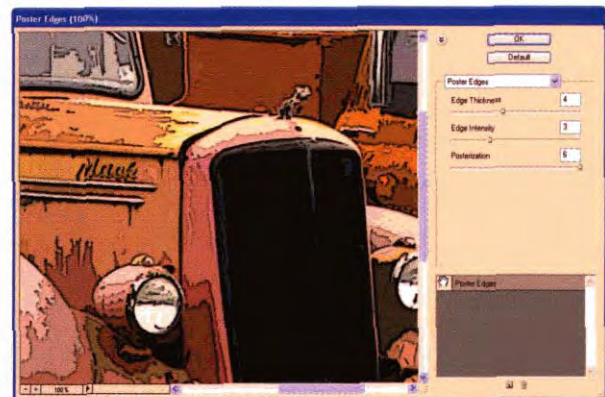 Poster Edges (100%)
OK
Default
Poster Edges
Edge Thickness 4
Edge Intensity 3
Posterization 6
Mack
Poster Edges
- + 100%